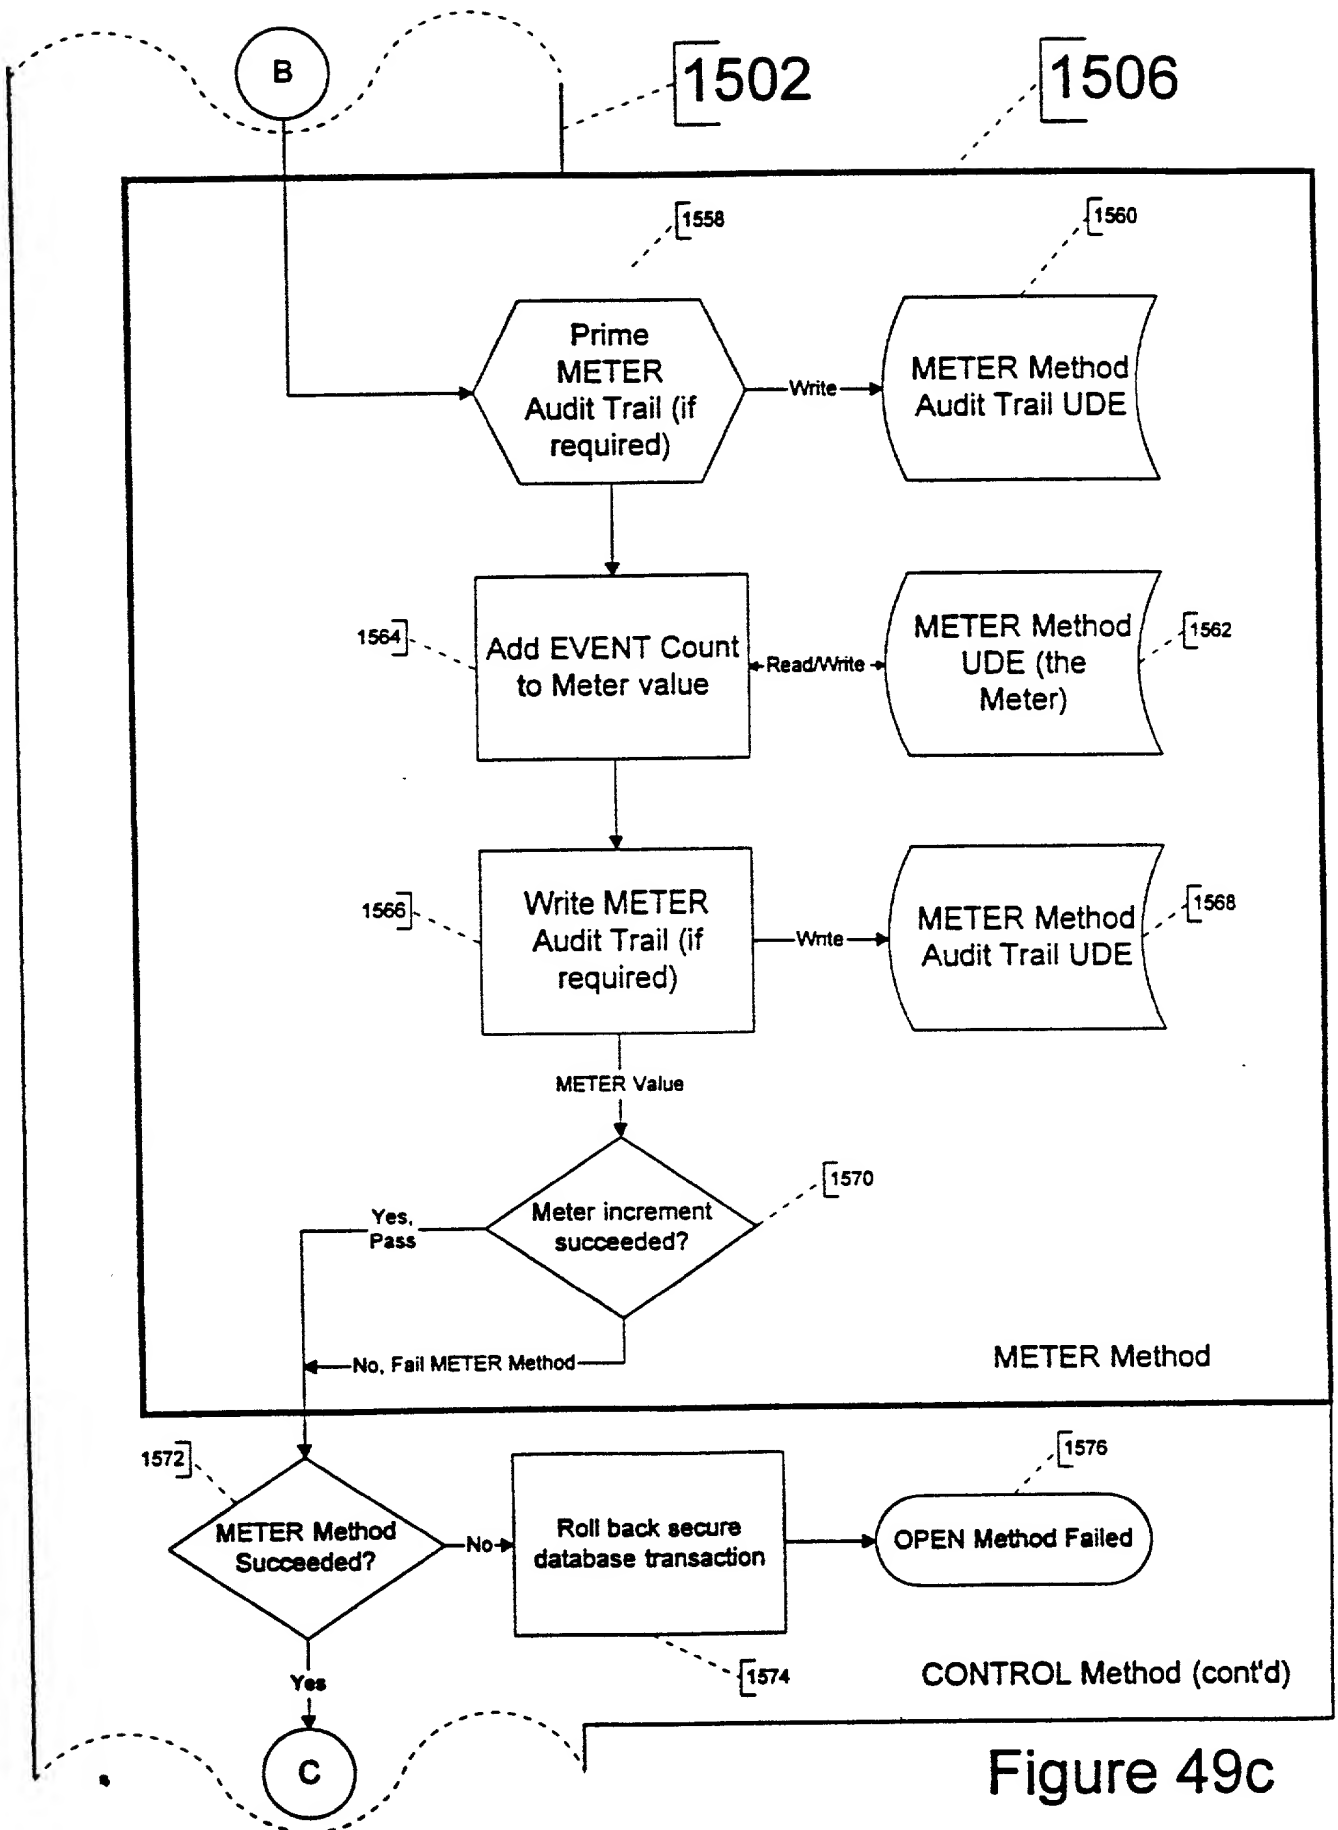 B
1502
1506
1558
1560
Prime
METER
Audit Trail (if
required)
Write
METER Method
Audit Trail UDE
1564
Add EVENT Count
to Meter value
Read/Write
METER Method
UDE (the
Meter)
1562
1566
Write METER
Audit Trail (if
required)
Write
METER Method
Audit Trail UDE
1568
METER Value
Meter increment
succeeded?
1570
Yes,
Pass
No, Fail METER Method
METER Method
1572
METER Method
Succeeded?
No
Roll back secure
database transaction
1574
OPEN Method Failed
1576
Yes
CONTROL Method (cont'd)
C
Figure 49c